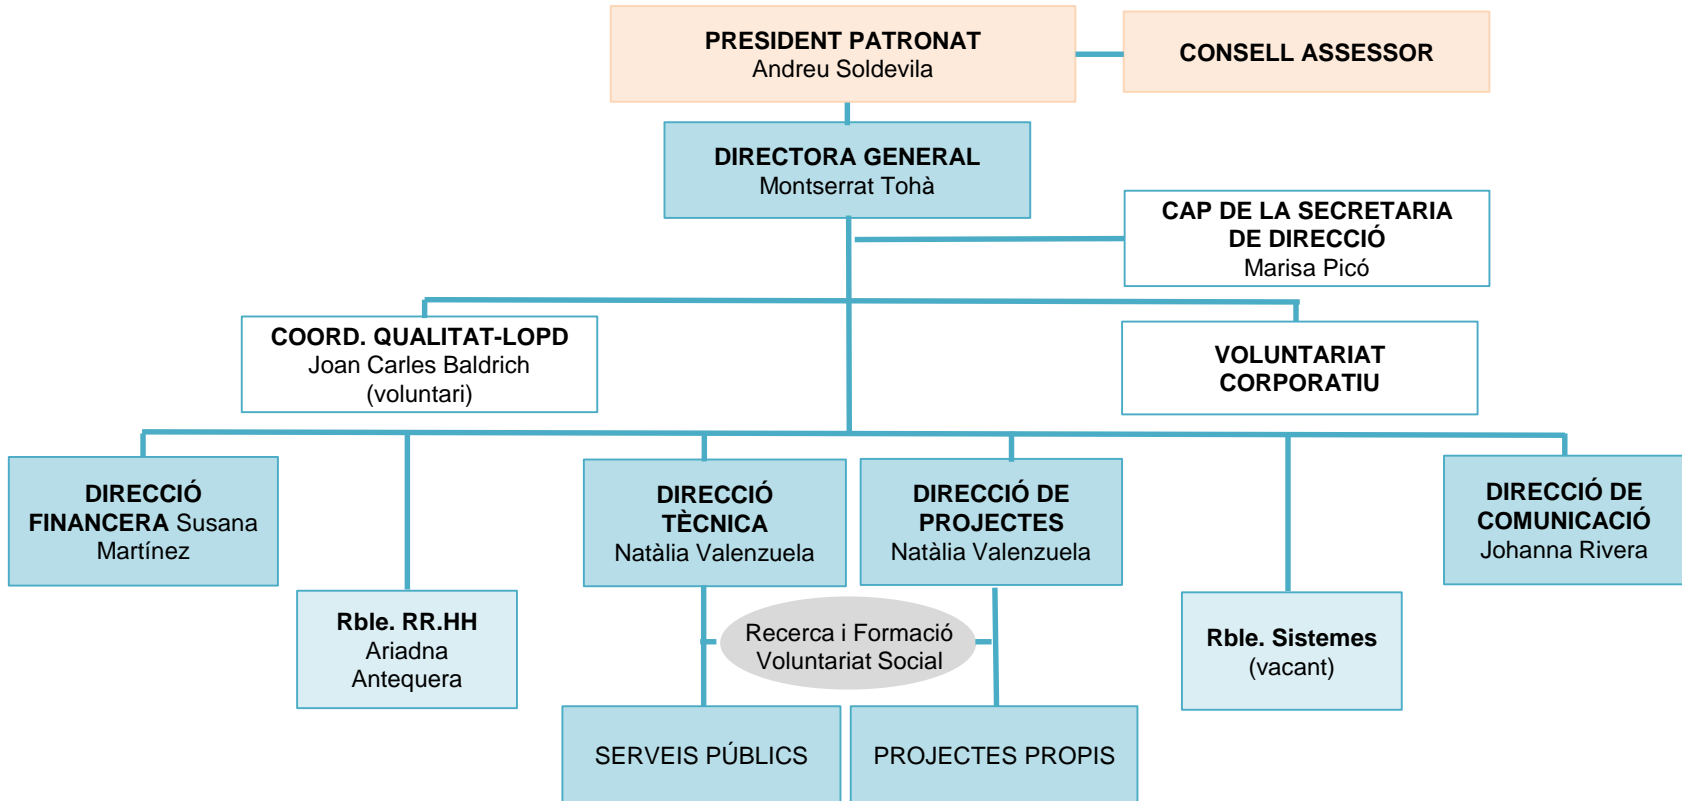 PRESIDENT PATRONAT
Andreu Soldevila
CONSELL ASSESSOR
DIRECTORA GENERAL
Montserrat Tohà
CAP DE LA SECRETARIA
DE DIRECCIÓ
Marisa Picó
COORD. QUALITAT-LOPD
Joan Carles Baldrich
(voluntari)
VOLUNTARIAT
CORPORATIU
DIRECCIÓ
FINANCERA Susana
Martínez
Rble. RR.HH
Ariadna
Antequera
DIRECCIÓ
TÈCNICA
Natàlia Valenzuela
DIRECCIÓ DE
PROJECTES
Natàlia Valenzuela
Rble. Sistemes
(vacant)
DIRECCIÓ DE
COMUNICACIÓ
Johanna Rivera
Recerca i Formació
Voluntariat Social
SERVEIS PÚBLICS
PROJECTES PROPIS